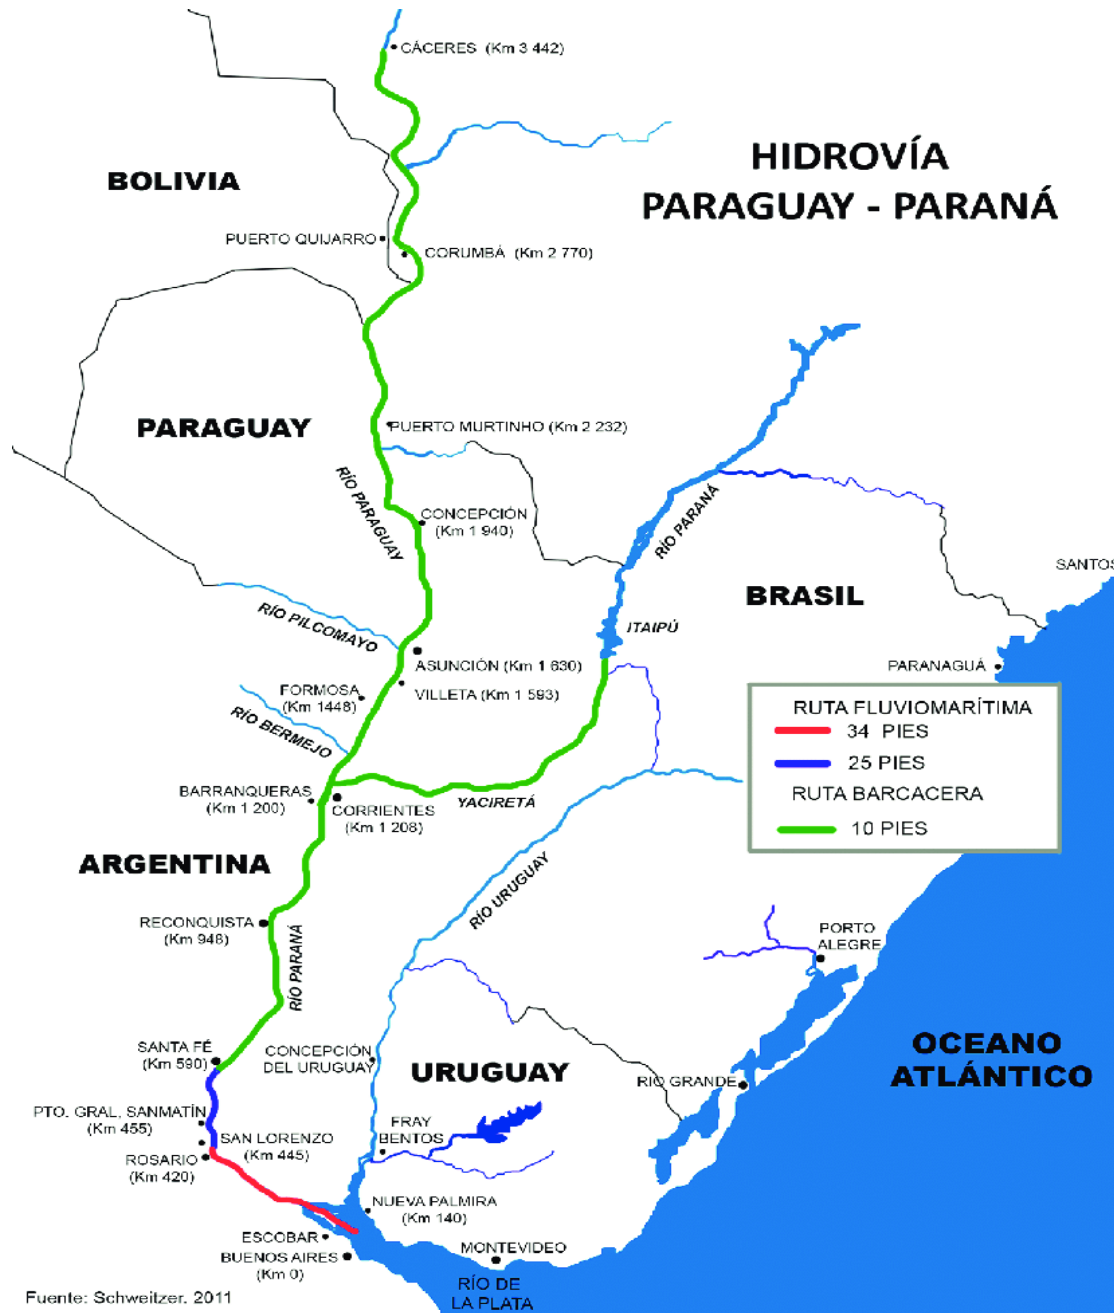 CÁCERES (Km 3 442)
HIDROVÍA
PARAGUAY - PARANÁ
BOLIVIA
PUERTO QUIJARRO
CORUMBÁ (Km 2 770)
PARAGUAY
PUERTO MURTINHO (Km 2 232)
RÍO PARAGUAY
RÍO PARANÁ
CONCEPCIÓN
(Km 1 940)
SANTOS
BRASIL
RÍO PILCOMAYO
ITAIPÚ
ASUNCIÓN (Km 1 630)
PARANAGUÁ
VILLETA (Km 1 593)
FORMOSA
(Km 1448)
RÍO BERMEJO
RUTA FLUVIOMARÍTIMA
34 PIES
25 PIES
RUTA BARCACERA
10 PIES
BARRANQUERAS
(Km 1 200)
YACIRETÁ
CORRIENTES
(Km 1 208)
ARGENTINA
RÍO URUGUAY
RECONQUISTA
(Km 948)
RÍO PARANÁ
PORTO
ALEGRE
SANTA FÉ
(Km 590)
CONCEPCIÓN
DEL URUGUAY
URUGUAY
RIO GRANDE
OCEANO
ATLÁNTICO
PTO. GRAL, SANMATÍN
(Km 455)
SAN LORENZO
(Km 445)
FRAY
BENTOS
ROSARIO
(Km 420)
NUEVA PALMIRA
(Km 140)
ESCOBAR
BUENOS AIRES
(Km 0)
MONTEVIDEO
RÍO DE
LA PLATA
Fuente: Schweitzer. 2011